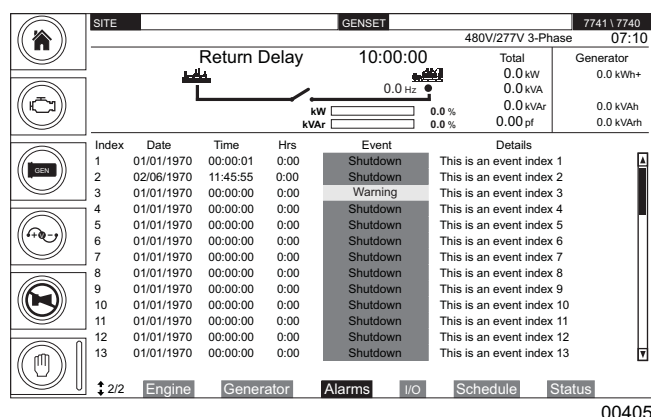 SITE GENSET 7741 \ 7740
480V/277V 3-Phase 07:10
Return Delay 10:00:00 Total Generator
0.0 kW 0.0 kWh+
0.0 Hz 0.0 kVA
0.0 kVAr 0.0 kVAh
kW 0.0 %
kVAr 0.0 % 0.00 pf 0.0 kVArh
Index Date Time Hrs Event Details
1 01/01/1970 00:00:01 0:00 Shutdown This is an event index 1
2 02/06/1970 11:45:55 0:00 Shutdown This is an event index 2
GEN
3 01/01/1970 00:00:00 0:00 Warning This is an event index 3
4 01/01/1970 00:00:00 0:00 Shutdown This is an event index 4
5 01/01/1970 00:00:00 0:00 Shutdown This is an event index 5
6 01/01/1970 00:00:00 0:00 Shutdown This is an event index 6
7 01/01/1970 00:00:00 0:00 Shutdown This is an event index 7
8 01/01/1970 00:00:00 0:00 Shutdown This is an event index 8
9 01/01/1970 00:00:00 0:00 Shutdown This is an event index 9
10 01/01/1970 00:00:00 0:00 Shutdown This is an event index 10
11 01/01/1970 00:00:00 0:00 Shutdown This is an event index 11
12 01/01/1970 00:00:00 0:00 Shutdown This is an event index 12
13 01/01/1970 00:00:00 0:00 Shutdown This is an event index 13
2/2 Engine Generator Alarms I/O Schedule Status
00405